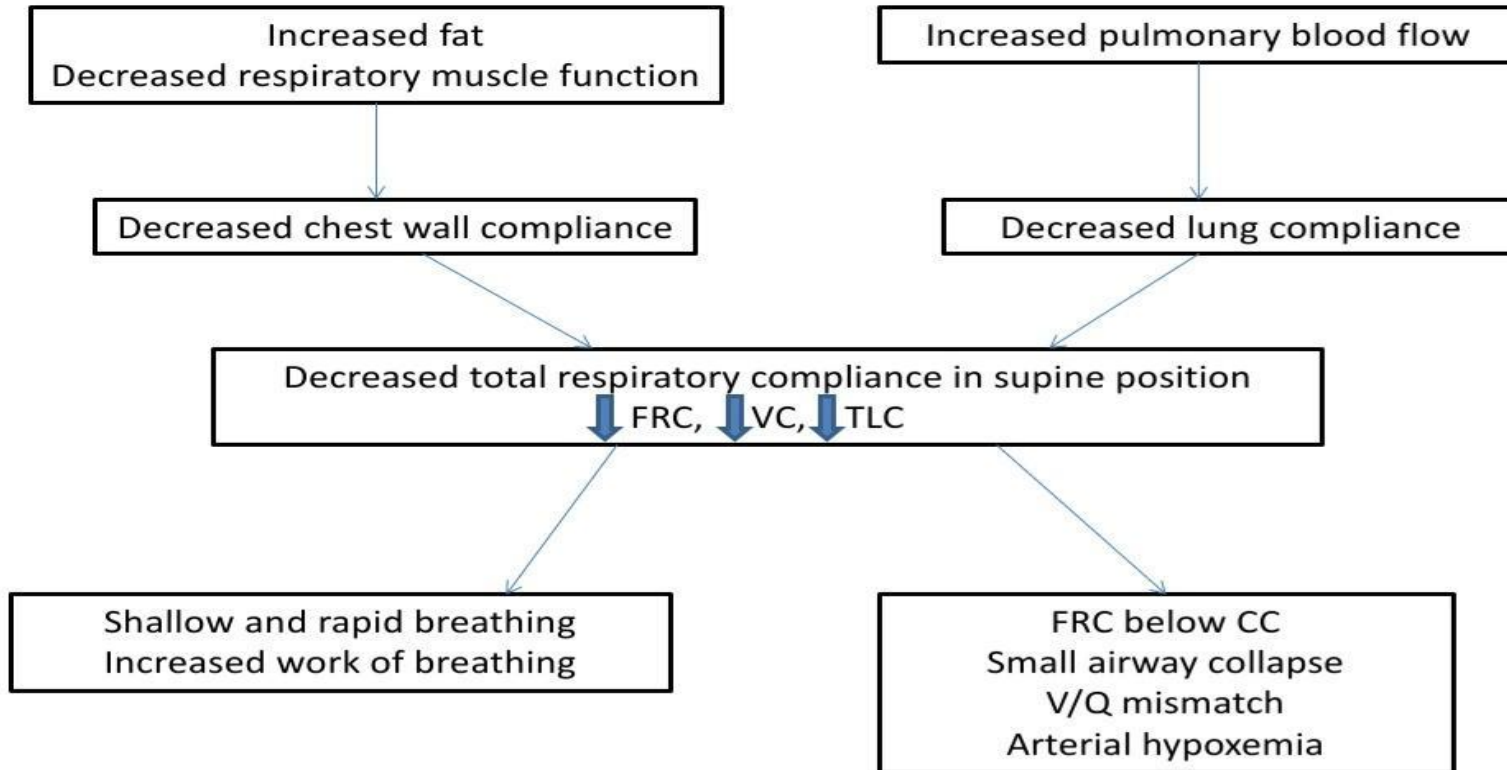 Increased fat
Decreased respiratory muscle function
Increased pulmonary blood flow
Decreased chest wall compliance
Decreased lung compliance
Decreased total respiratory compliance in supine position
FRC, VC, TLC
Shallow and rapid breathing
Increased work of breathing
FRC below CC
Small airway collapse
V/Q mismatch
Arterial hypoxemia